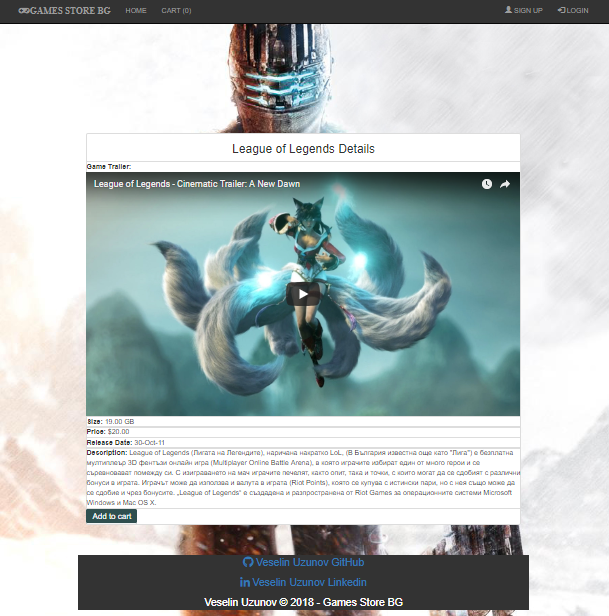 GAMES STORE BG HOME CART (0) SIGN UP LOGIN
League of Legends Details
Game Trailer:
League of Legends - Cinematic Trailer: A New Dawn
Size: 19.00 GB
Price: $20.00
Release Date: 30-Oct-11
Description: League of Legends (Лигата на Легендите), наричана накратко LoL, (В България известна още като "Лига") е безплатна
мултиплеър 3D фентъзи онлайн игра (Multiplayer Online Battle Arena), в която играчите избират един от много герои и се
съревновават помежду си. С изиграването на мач играчите печелят, както опит, така и точки, с които могат да се сдобият с различни
бонуси в играта. Играчът може да използва и валута в играта (Riot Points), която се купува с истински пари, но с нея също може да
се сдобие и чрез бонусите. „League of Legends“ е създадена и разпространена от Riot Games за операционните системи Microsoft
Windows и Mac OS X.
Add to cart
Veselin Uzunov GitHub
Veselin Uzunov Linkedin
Veselin Uzunov © 2018 - Games Store BG